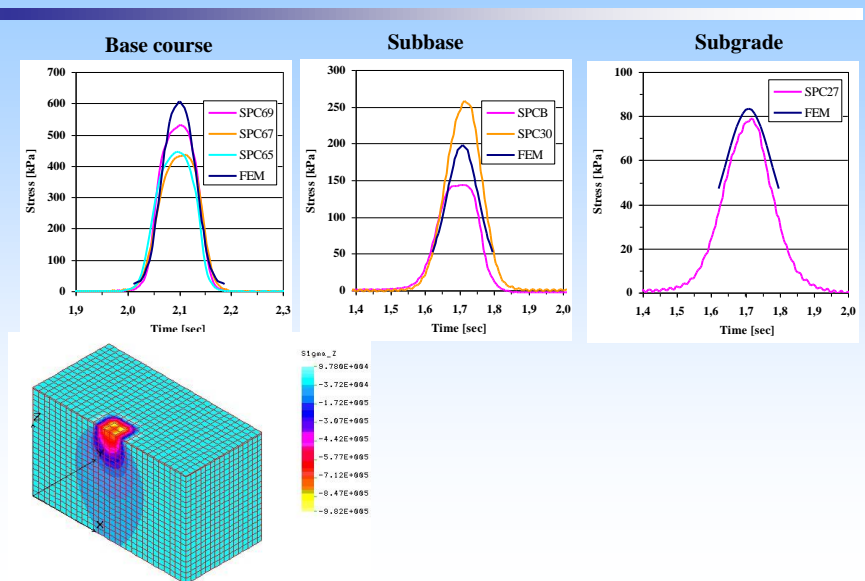 Base course
Subbase
Subgrade
700
600
500
400
300
200
100
0
Stress [kPa]
1,9
2,0
2,1
2,2
2,3
Time [sec]
SPC69
SPC67
SPC65
FEM
300
250
200
150
100
50
0
Stress [kPa]
1,4
1,5
1,6
1,7
1,8
1,9
2,0
Time [sec]
SPCB
SPC30
FEM
100
80
60
40
20
0
Stress [kPa]
1,4
1,5
1,6
1,7
1,8
1,9
2,0
Time [sec]
SPC27
FEM
Z
X
Sigma_Z
9.780E+004
-3.72E+004
-1.72E+005
-3.07E+005
-4.42E+005
-5.77E+005
-7.12E+005
-8.47E+005
-9.82E+005